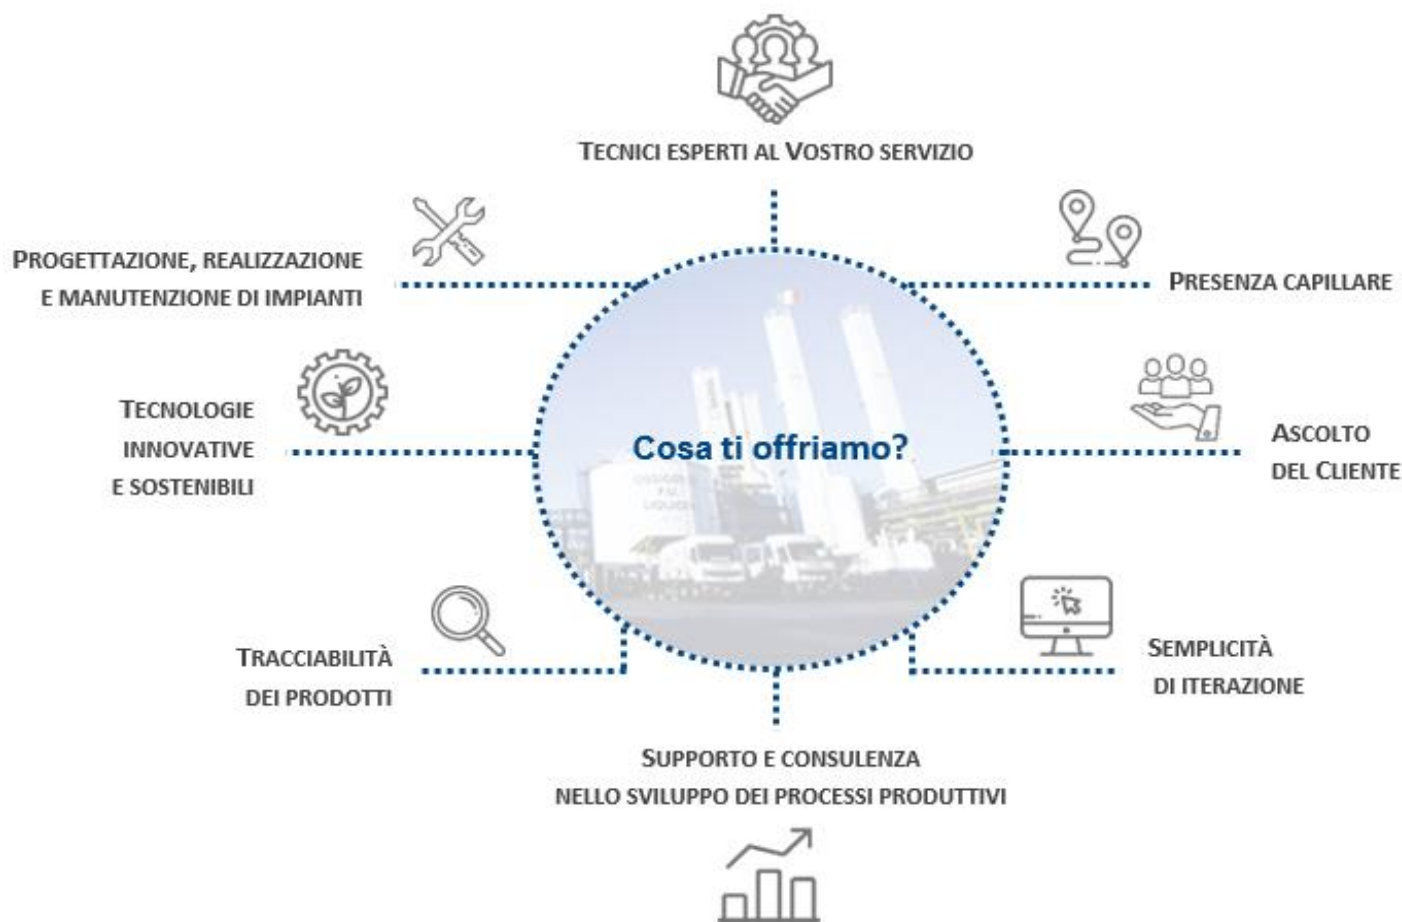 TECNICI ESPERTI AL VOSTRO SERVIZIO
PROGETTAZIONE, REALIZZAZIONE
E MANUTENZIONE DI IMPIANTI
PRESENZA CAPILLARE
TECNOLOGIE
INNOVATIVE
E SOSTENIBILI
Cosa ti offriamo?
ASCOLTO
DEL CLIENTE
TRACCIABILITÀ
DEI PRODOTTI
SEMPLICITÀ
DI ITERAZIONE
SUPPORTO E CONSULENZA
NELLO SVILUPPO DEI PROCESSI PRODUTTIVI